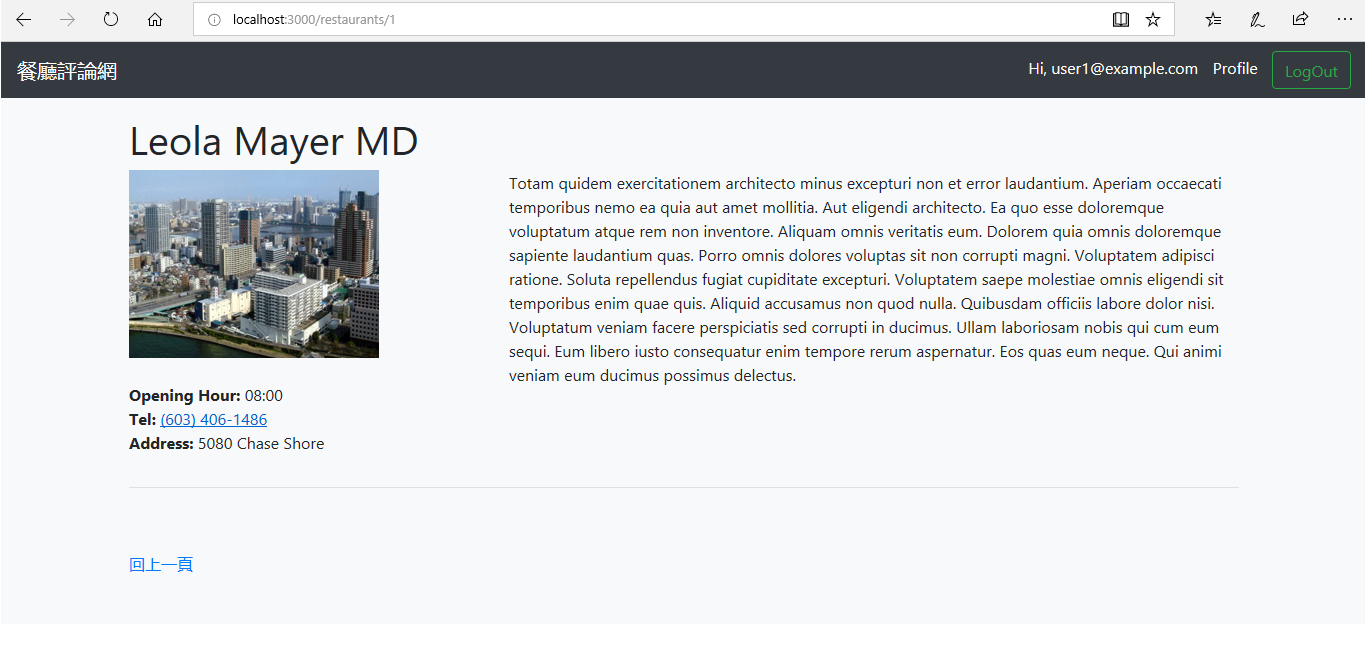 localhost:3000/restaurants/1
餐廳評論網
Hi, user1@example.com Profile LogOut
Leola Mayer MD
Totam quidem exercitationem architecto minus excepturi non et error laudantium. Aperiam occaecati
temporibus nemo ea quia aut amet mollitia. Aut eligendi architecto. Ea quo esse doloremque
voluptatum atque rem non inventore. Aliquam omnis veritatis eum. Dolorem quia omnis doloremque
sapiente laudantium quas. Porro omnis dolores voluptas sit non corrupti magni. Voluptatem adipisci
ratione. Soluta repellendus fugiat cupiditate excepturi. Voluptatem saepe molestiae omnis eligendi sit
temporibus enim quae quis. Aliquid accusamus non quod nulla. Quibusdam officiis labore dolor nisi.
Voluptatum veniam facere perspiciatis sed corrupti in ducimus. Ullam laboriosam nobis qui cum eum
sequi. Eum libero iusto consequatur enim tempore rerum aspernatur. Eos quas eum neque. Qui animi
veniam eum ducimus possimus delectus.
Opening Hour: 08:00
Tel: (603) 406-1486
Address: 5080 Chase Shore
回上一頁